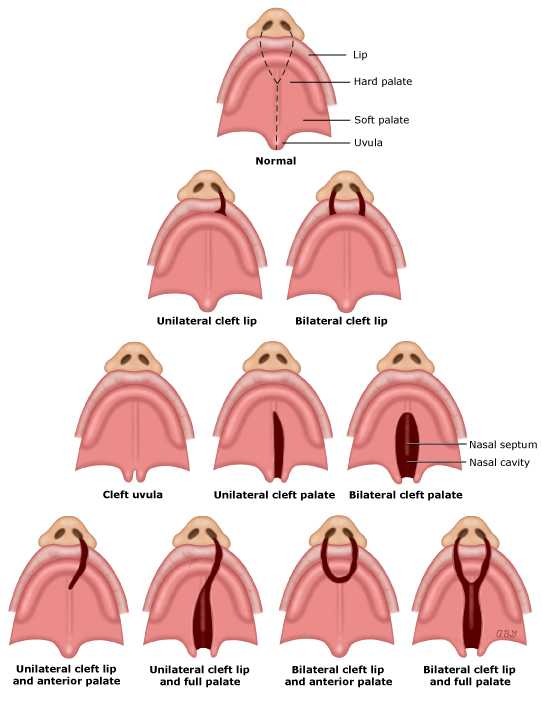 Lip
Hard palate
Soft palate
Uvula
Normal
Unilateral cleft lip
Bilateral cleft lip
Nasal septum
Nasal cavity
Cleft uvula
Unilateral cleft palate
Bilateral cleft palate
Unilateral cleft lip
and anterior palate
Unilateral cleft lip
and full palate
Bilateral cleft lip
and anterior palate
Bilateral cleft lip
and full palate